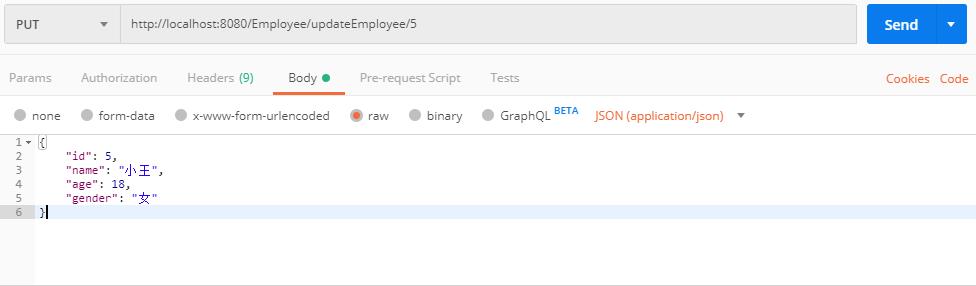 PUT http://localhost:8080/Employee/updateEmployee/5 Send
Params Authorization Headers (9) Body Pre-request Script Tests Cookies Code
none form-data x-www-form-urlencoded raw binary GraphQL BETA JSON (application/json)
1 {
2 "id": 5,
3 "name": "小王",
4 "age": 18,
5 "gender": "女"
6 }